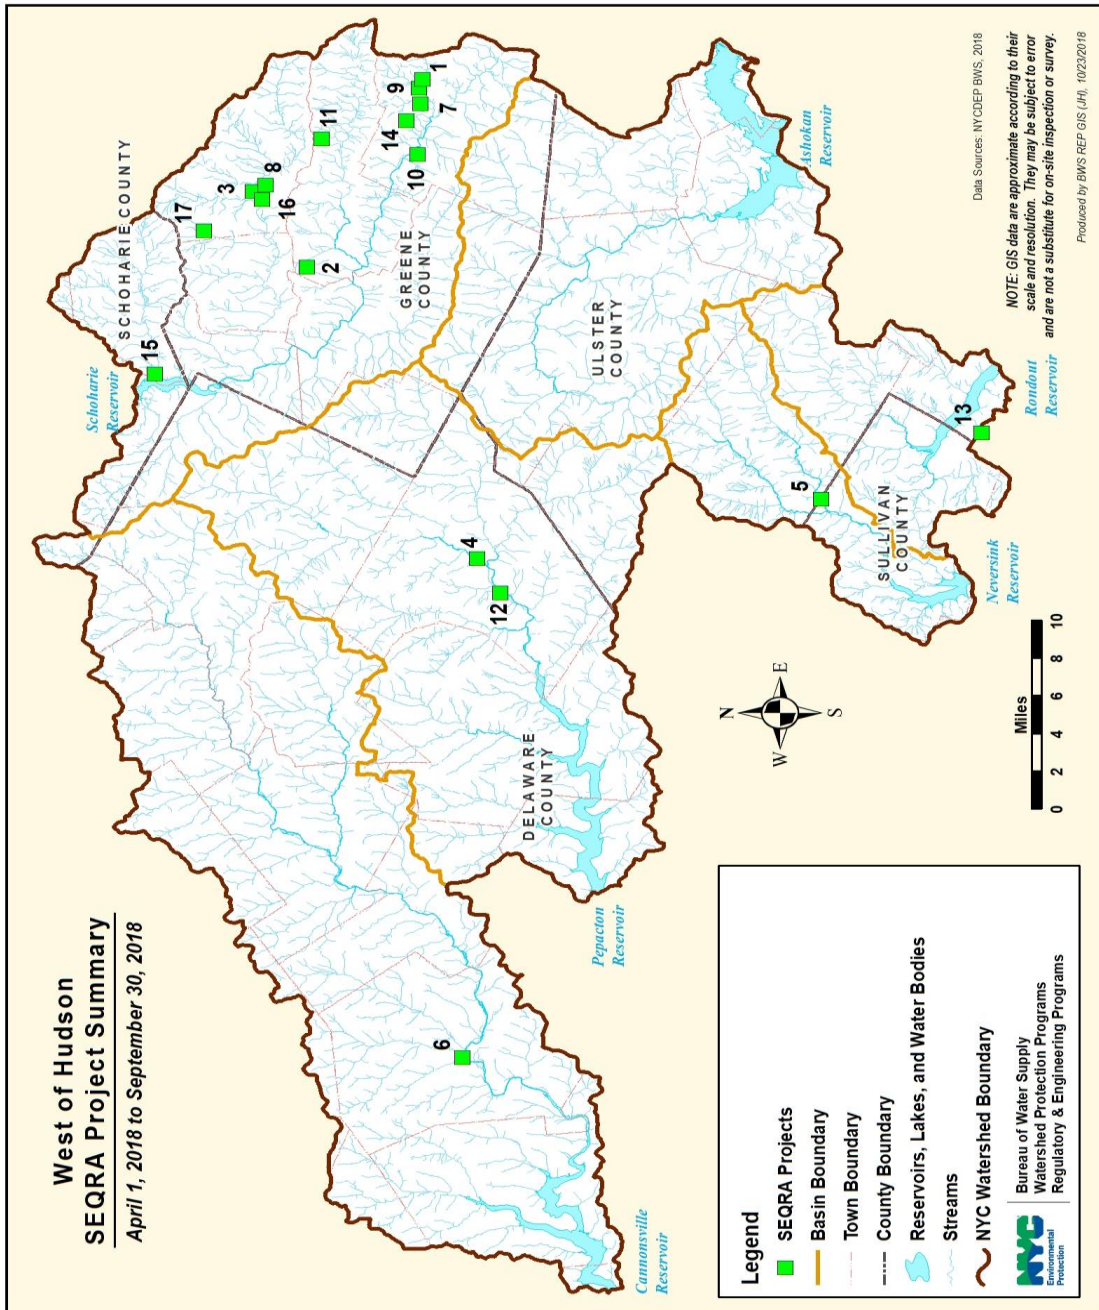 West of Hudson
SEQRA Project Summary
April 1, 2018 to September 30, 2018
SCHOHARIE COUNTY
Schoharie
Reservoir
15
17
3
8
16
11
2
14
9
1
7
10
GREENE
COUNTY
ULSTER
COUNTY
Ashokan
Reservoir
4
12
6
DELAWARE
COUNTY
Pepacton
Reservoir
Cannonsville
Reservoir
5
SULLIVAN
COUNTY
13
Neversink
Reservoir
Rondout
Reservoir
N
W
E
S
Miles
0 2 4 6 8 10
Legend
SEQRA Projects
Basin Boundary
Town Boundary
County Boundary
Reservoirs, Lakes, and Water Bodies
Streams
NYC Watershed Boundary
NYC
Environmental
Protection
Bureau of Water Supply
Watershed Protection Programs
Regulatory & Engineering Programs
Data Sources: NYCDEP BWS, 2018
NOTE: GIS data are approximate according to their
scale and resolution. They may be subject to error
and are not a substitute for on-site inspection or survey.
Produced by BWS REP GIS (JH), 10/23/2018